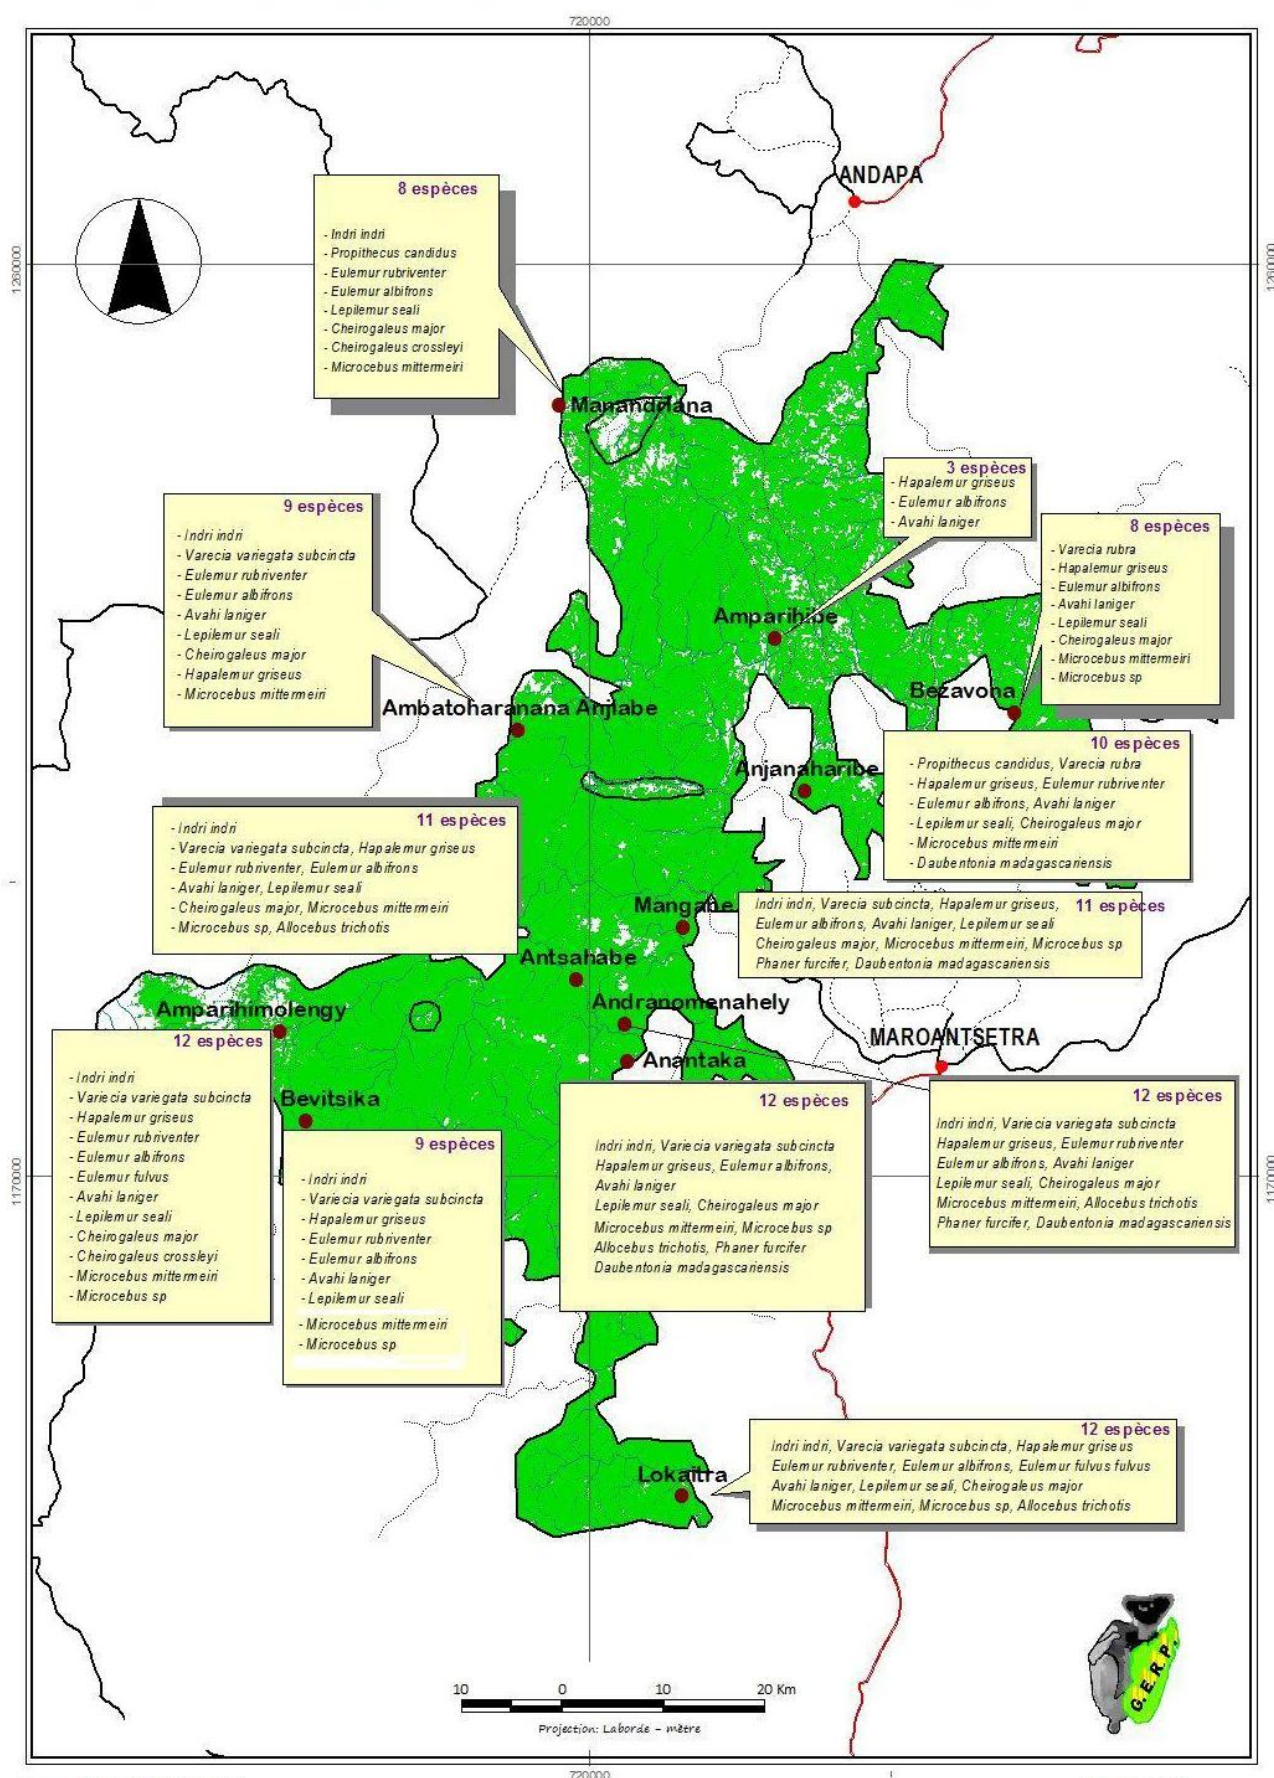 720000
ANDAPA
8 espèces
- Indri indri
- Propithecus candidus
- Eulemur rubriventer
- Eulemur albifrons
- Lepilemur seali
- Cheirogaleus major
- Cheirogaleus crossleyi
- Microcebus mittermeiri
1260000
1260000
Manandriana
3 espèces
- Hapalemur griseus
- Eulemur albifrons
- Avahi laniger
9 espèces
- Indri indri
- Varecia variegata subcincta
- Eulemur rubriventer
- Eulemur albifrons
- Avahi laniger
- Lepilemur seali
- Cheirogaleus major
- Hapalemur griseus
- Microcebus mittermeiri
8 espèces
- Varecia rubra
- Hapalemur griseus
- Eulemur albifrons
- Avahi laniger
- Lepilemur seali
- Cheirogaleus major
- Microcebus mittermeiri
- Microcebus sp
Amparihibe
Bezavona
Ambatoharanana Anjiabe
10 espèces
- Propithecus candidus, Varecia rubra
- Hapalemur griseus, Eulemur rubriventer
- Eulemur albifrons, Avahi laniger
- Lepilemur seali, Cheirogaleus major
- Microcebus mittermeiri
- Daubentonia madagascariensis
Anjanaharibe
11 espèces
- Indri indri
- Varecia variegata subcincta, Hapalemur griseus
- Eulemur rubriventer, Eulemur albifrons
- Avahi laniger, Lepilemur seali
- Cheirogaleus major, Microcebus mittermeiri
- Microcebus sp, Allocebus trichotis
Mangabe
11 espèces
Indri indri, Varecia subcincta, Hapalemur griseus,
Eulemur albifrons, Avahi laniger, Lepilemur seali
Cheirogaleus major, Microcebus mittermeiri, Microcebus sp
Phaner furcifer, Daubentonia madagascariensis
Antsahabe
Amparihimolengy
Andranomenahely
MAROANTSETRA
Anantaka
12 espèces
- Indri indri
- Variecia variegata subcincta
- Hapalemur griseus
- Eulemur rubriventer
- Eulemur albifrons
- Eulemur fulvus
- Avahi laniger
- Lepilemur seali
- Cheirogaleus major
- Cheirogaleus crossleyi
- Microcebus mittermeiri
- Microcebus sp
Bevitsika
9 espèces
- Indri indri
- Variecia variegata subcincta
- Hapalemur griseus
- Eulemur rubriventer
- Eulemur albifrons
- Avahi laniger
- Lepilemur seali
- Microcebus mittermeiri
- Microcebus sp
12 espèces
Indri indri, Variecia variegata subcincta
Hapalemur griseus, Eulemur albifrons,
Avahi laniger
Lepilemur seali, Cheirogaleus major
Microcebus mittermeiri, Microcebus sp
Allocebus trichotis, Phaner furcifer
Daubentonia madagascariensis
12 espèces
Indri indri, Variecia variegata subcincta
Hapalemur griseus, Eulemur rubriventer
Eulemur albifrons, Avahi laniger
Lepilemur seali, Cheirogaleus major
Microcebus mittermeiri, Allocebus trichotis
Phaner furcifer, Daubentonia madagascariensis
1170000
1170000
12 espèces
Indri indri, Varecia variegata subcincta, Hapalemur griseus
Eulemur rubriventer, Eulemur albifrons, Eulemur fulvus fulvus
Avahi laniger, Lepilemur seali, Cheirogaleus major
Microcebus mittermeiri, Microcebus sp, Allocebus trichotis
Lokaitra
10 0 10 20 Km
Projection: Laborde - mètre
G.E.R.P.
720000